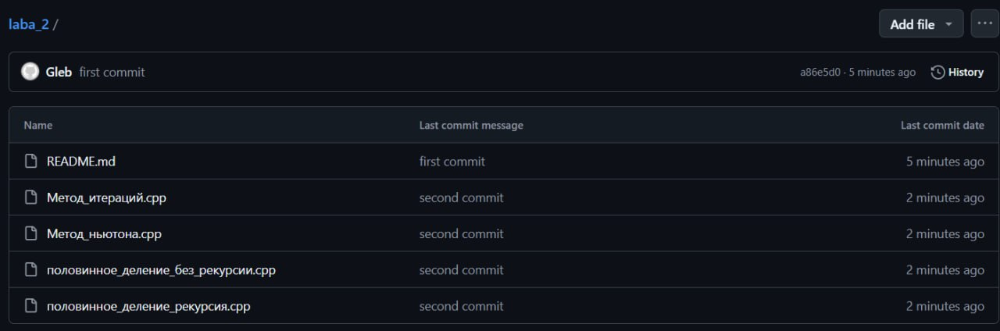 laba_2 /
Add file
Gleb first commit a86e5d0 · 5 minutes ago History
Name Last commit message Last commit date
README.md first commit 5 minutes ago
Метод_итераций.cpp second commit 2 minutes ago
Метод_ньютона.cpp second commit 2 minutes ago
половинное_деление_без_рекурсии.cpp second commit 2 minutes ago
половинное_деление_рекурсия.cpp second commit 2 minutes ago